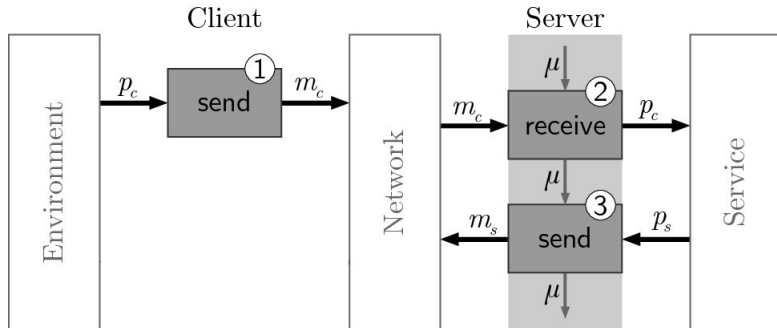 Client
Server
Environment
p_c
send
1
m_c
Network
m_c
μ
receive
2
p_c
μ
m_s
send
3
p_s
μ
Service